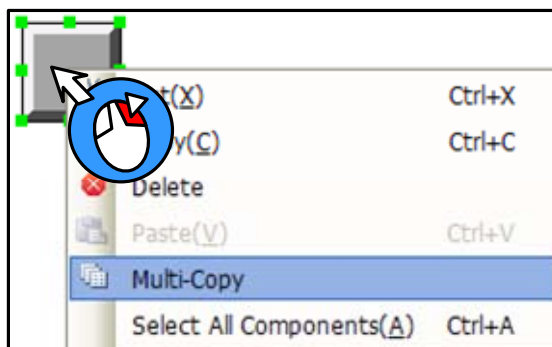 t(X) Ctrl+X
y(C) Ctrl+C
Delete
Paste(V) Ctrl+V
Multi-Copy
Select All Components(A) Ctrl+A